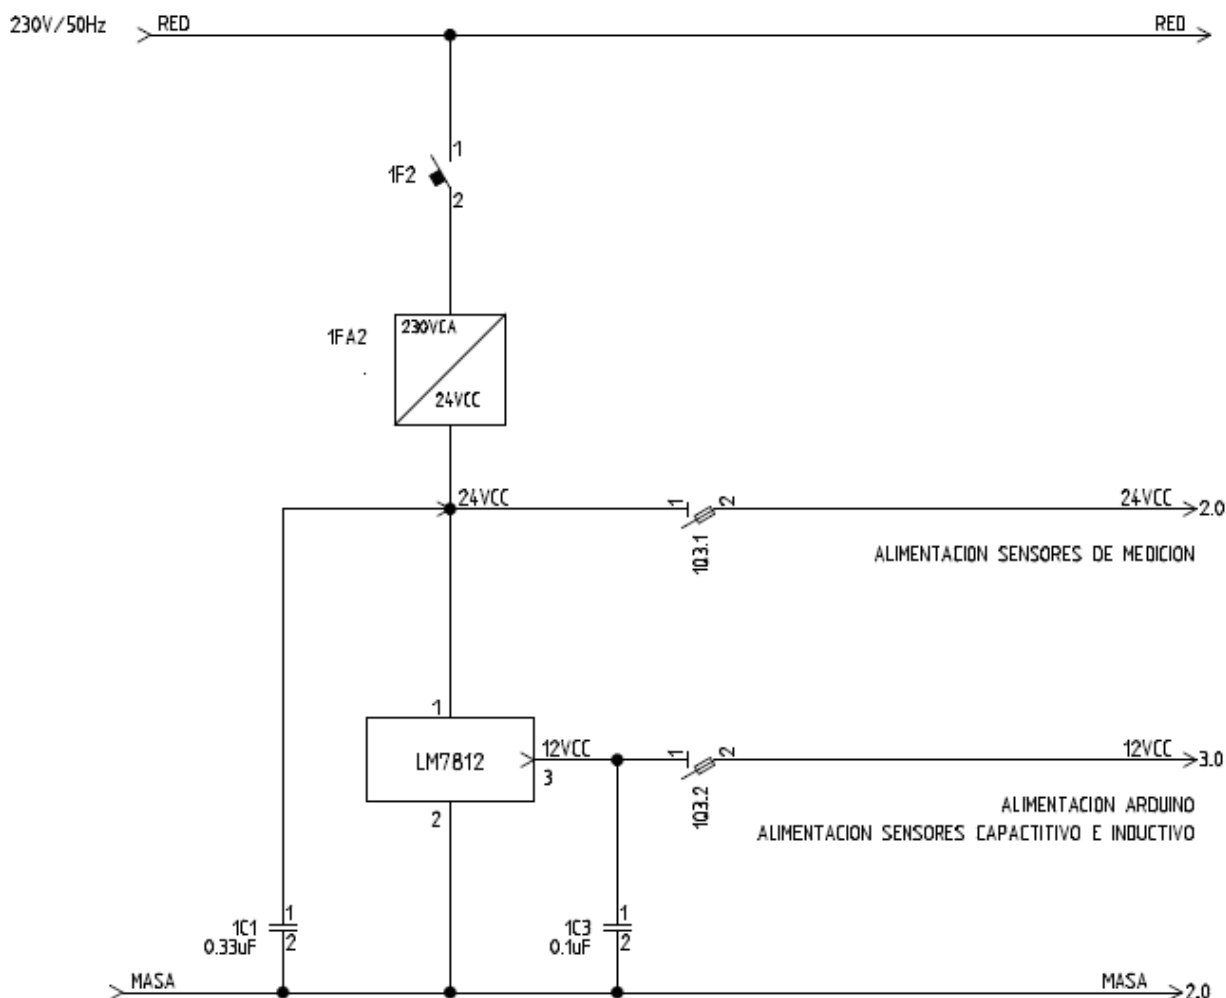 230V/50Hz
RED
RED
1
1F2
2
1FA2
230VCA
24VCC
24VCC
1
2
24VCC
2.0
1Q3.1
ALIMENTACION SENSORES DE MEDICION
1
LM7812
12VCC
3
1
2
12VCC
3.0
2
1Q3.2
ALIMENTACION ARDUINO
ALIMENTACION SENSORES CAPACTITIVO E INDUCTIVO
1C1
0.33uF
1
2
1C3
0.1uF
1
2
MASA
MASA
2.0